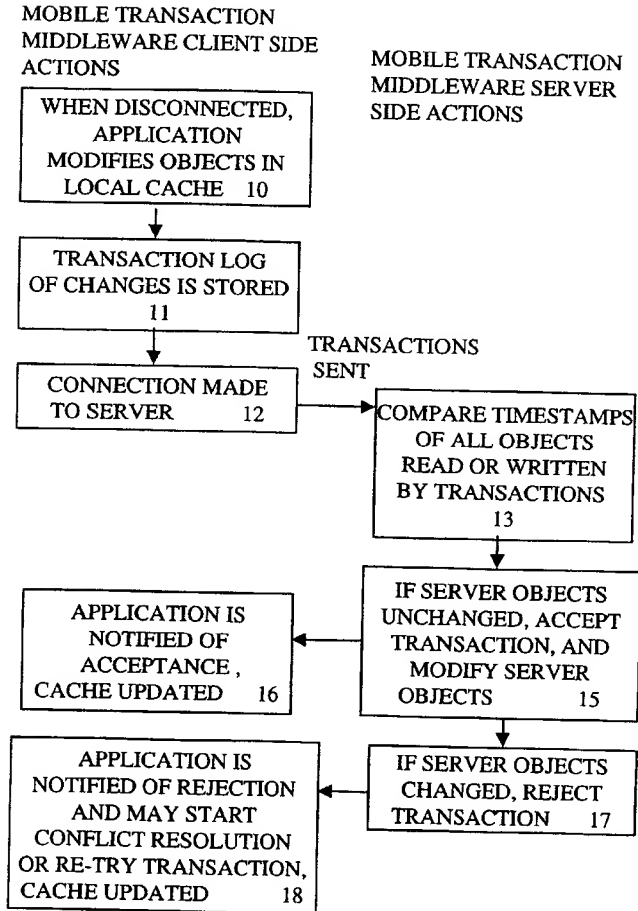 MOBILE TRANSACTION
MIDDLEWARE CLIENT SIDE
ACTIONS
MOBILE TRANSACTION
MIDDLEWARE SERVER
SIDE ACTIONS
WHEN DISCONNECTED,
APPLICATION
MODIFIES OBJECTS IN
LOCAL CACHE 10
TRANSACTION LOG
OF CHANGES IS STORED
11
TRANSACTIONS
SENT
CONNECTION MADE
TO SERVER 12
COMPARE TIMESTAMPS
OF ALL OBJECTS
READ OR WRITTEN
BY TRANSACTIONS
13
IF SERVER OBJECTS
UNCHANGED, ACCEPT
TRANSACTION, AND
MODIFY SERVER
OBJECTS 15
APPLICATION IS
NOTIFIED OF
ACCEPTANCE ,
CACHE UPDATED 16
IF SERVER OBJECTS
CHANGED, REJECT
TRANSACTION 17
APPLICATION IS
NOTIFIED OF REJECTION
AND MAY START
CONFLICT RESOLUTION
OR RE-TRY TRANSACTION,
CACHE UPDATED 18